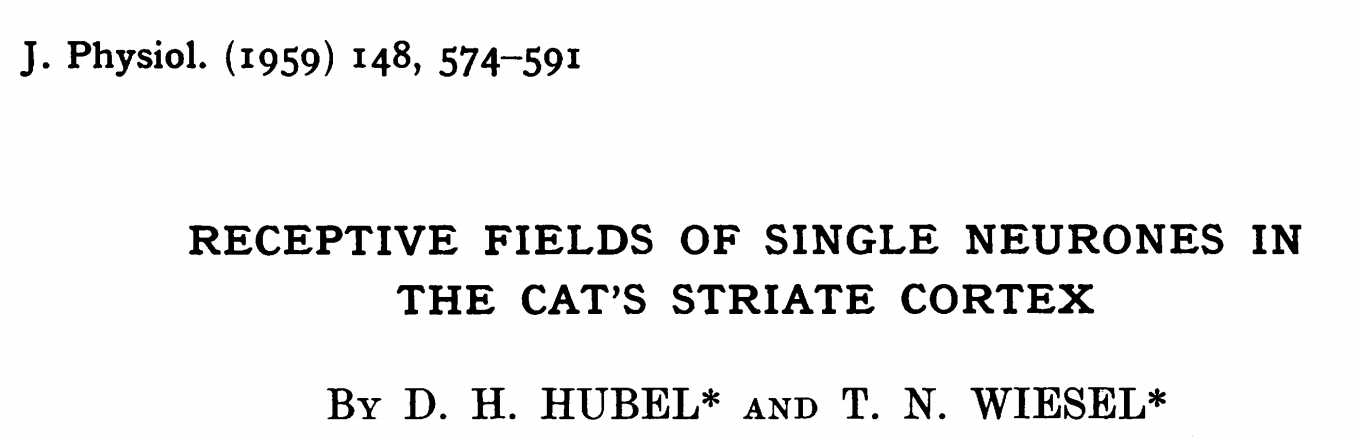 J. Physiol. (1959) 148, 574–591
RECEPTIVE FIELDS OF SINGLE NEURONES IN
THE CAT'S STRIATE CORTEX
By D. H. HUBEL* AND T. N. WIESEL*